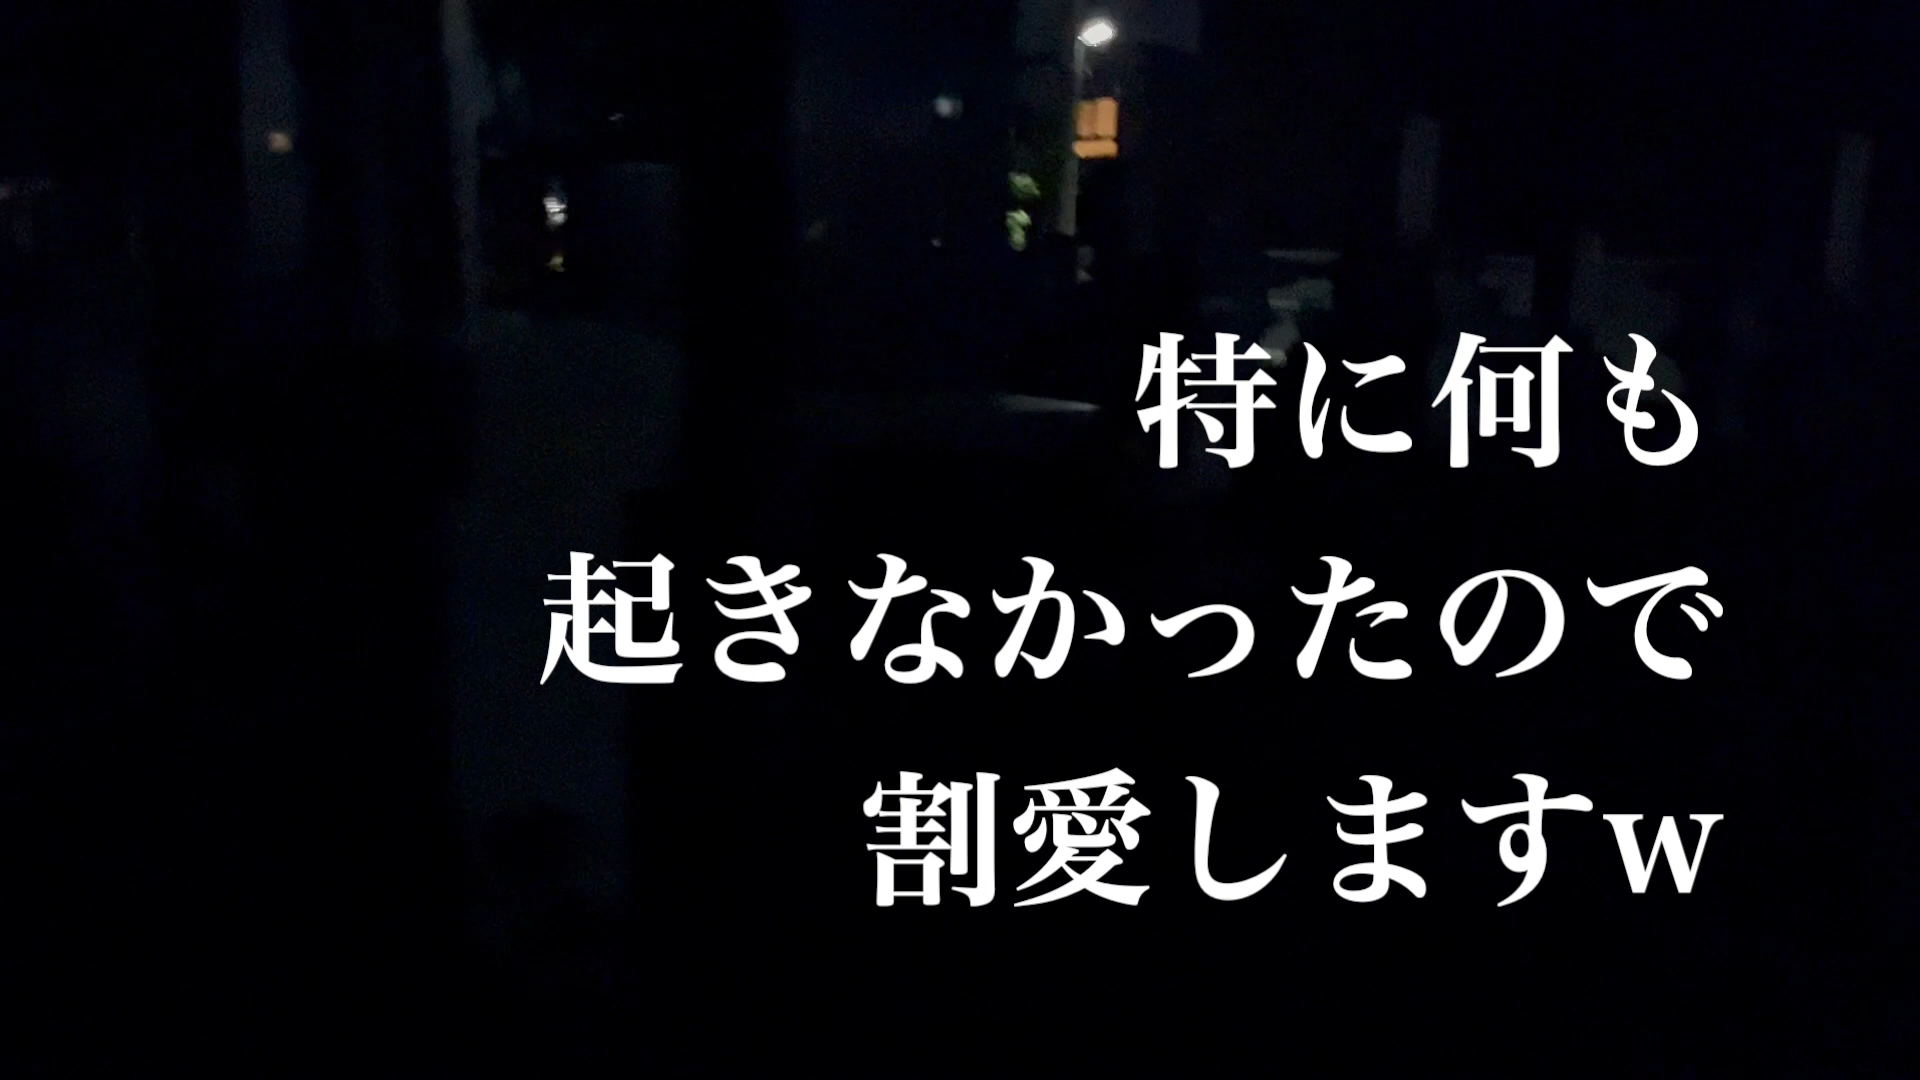 特に何も
起きなかったので
割愛しますw